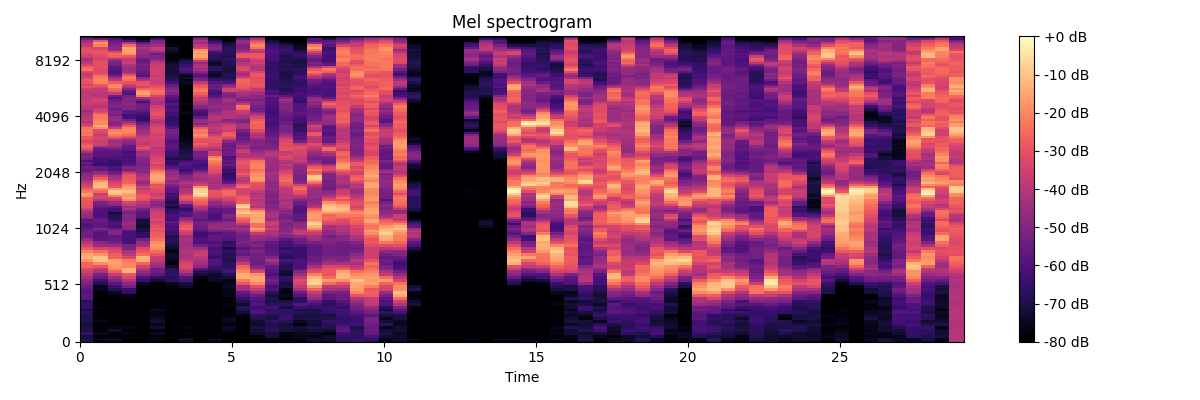 Mel spectrogram
Hz
8192
4096
2048
1024
512
0
0 5 10 15 20 25
Time
+0 dB
-10 dB
-20 dB
-30 dB
-40 dB
-50 dB
-60 dB
-70 dB
-80 dB